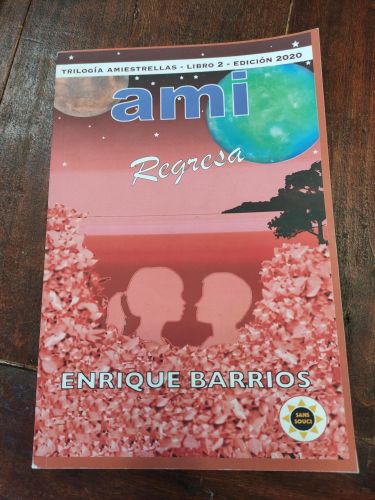 TRILOGÍA AMIESTRELLAS - LIBRO 2 - EDICIÓN 2020
ami
Regresa
ENRIQUE BARRIOS
SANS
SOUCI